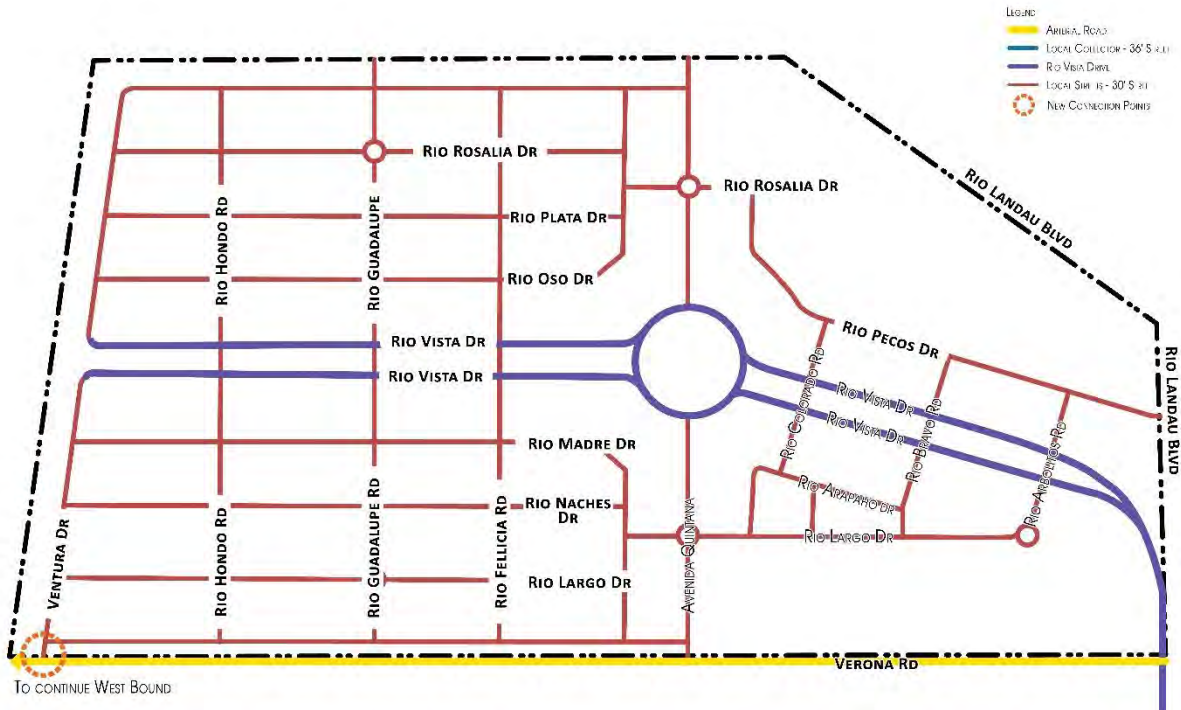 LEGEND
ARTERIAL ROAD
LOCAL COLLECTOR - 36' STREET
RIO VISTA DRIVE
LOCAL STREETS - 30' STREET
NEW CONNECTION POINTS
RIO LANDAU BLVD
RIO ROSALIA DR
RIO ROSALIA DR
RIO PLATA DR
RIO HONDO RD
RIO GUADALUPE
RIO OSO DR
RIO VISTA DR
RIO VISTA DR
RIO PECOS DR
RIO LANDAU BLVD
RIO COLORADO RD
RIO VISTA DR
RIO VISTA DR
RIO BRAVO RD
RIO ARBOLITOS RD
RIO MADRE DR
RIO ARAPAHO DR
RIO NACHES
DR
RIO LARGO DR
VENTURA DR
RIO HONDO RD
RIO GUADALUPE RD
RIO FELLICIA RD
RIO LARGO DR
AVENIDA QUINTANA
VERONA RD
TO CONTINUE WEST BOUND